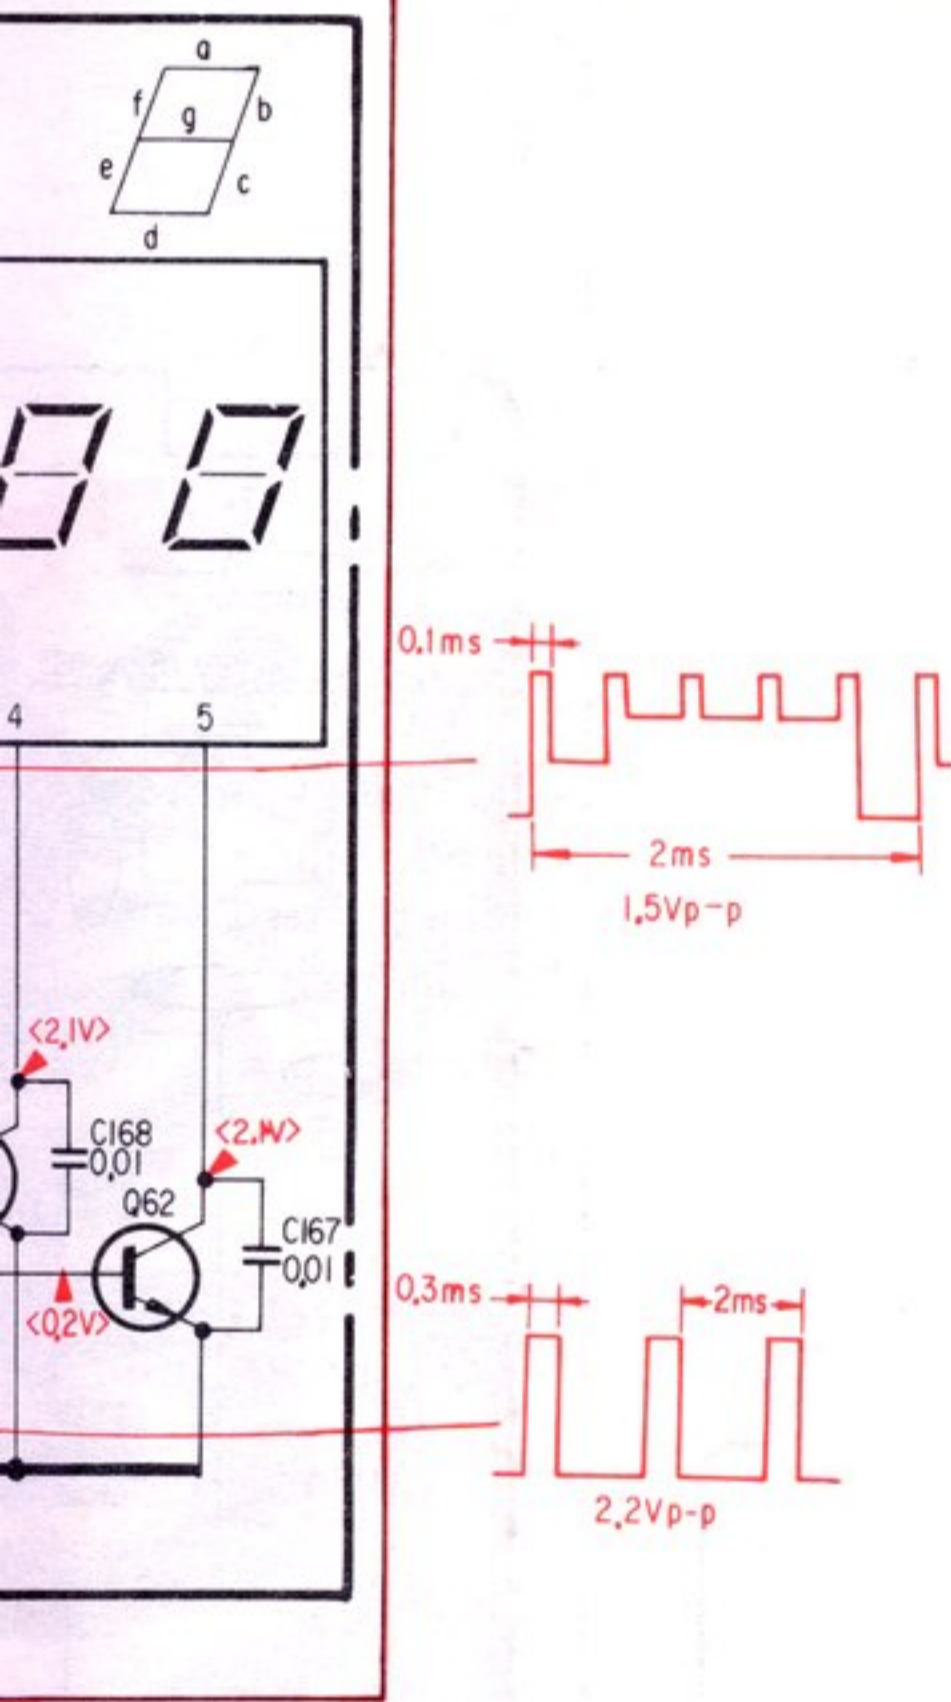 a
f
b
g
e
c
d
0.1ms
4
5
2ms
1.5Vp-p
<2.1V>
C168
0.01
<2.1V>
Q62
C167
0.01
<0.2V>
0.3ms
2ms
2.2Vp-p